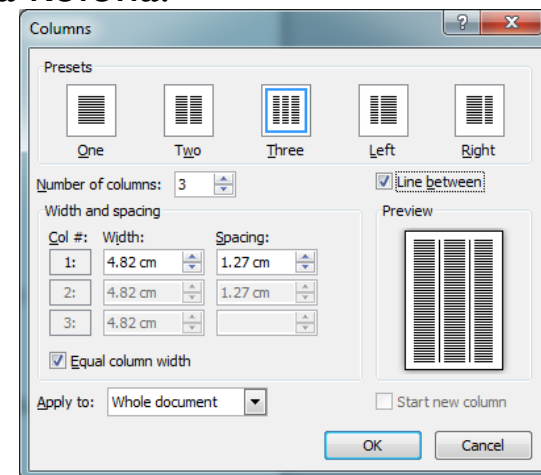 Columns
Presets
One Two Three Left Right
Number of columns: 3 Line between
Width and spacing Preview
Col #: Width: Spacing:
1: 4.82 cm 1.27 cm
2: 4.82 cm 1.27 cm
3: 4.82 cm
Equal column width
Apply to: Whole document Start new column
OK Cancel